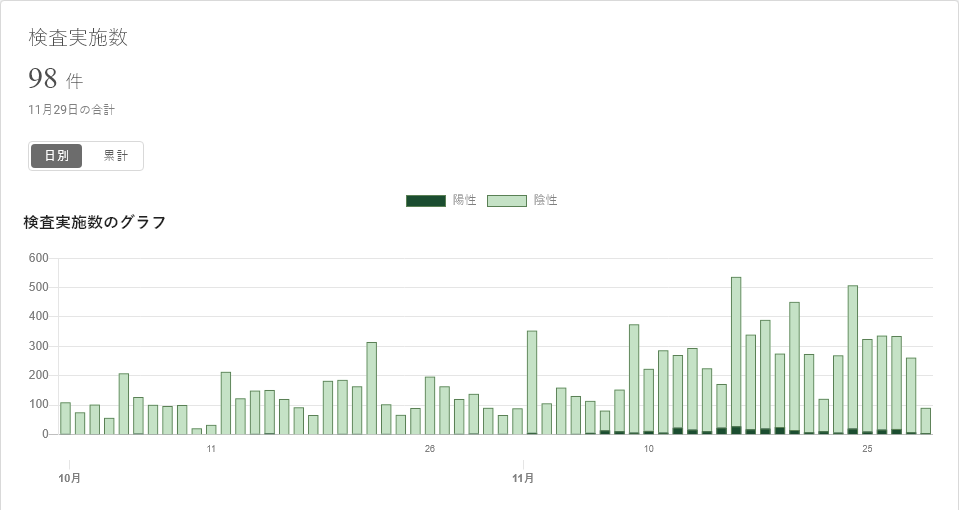 検査実施数
98 件
11月29日の合計
日別 累計
陽性 陰性
検査実施数のグラフ
600
500
400
300
200
100
0
11 26 10 25
10月 11月